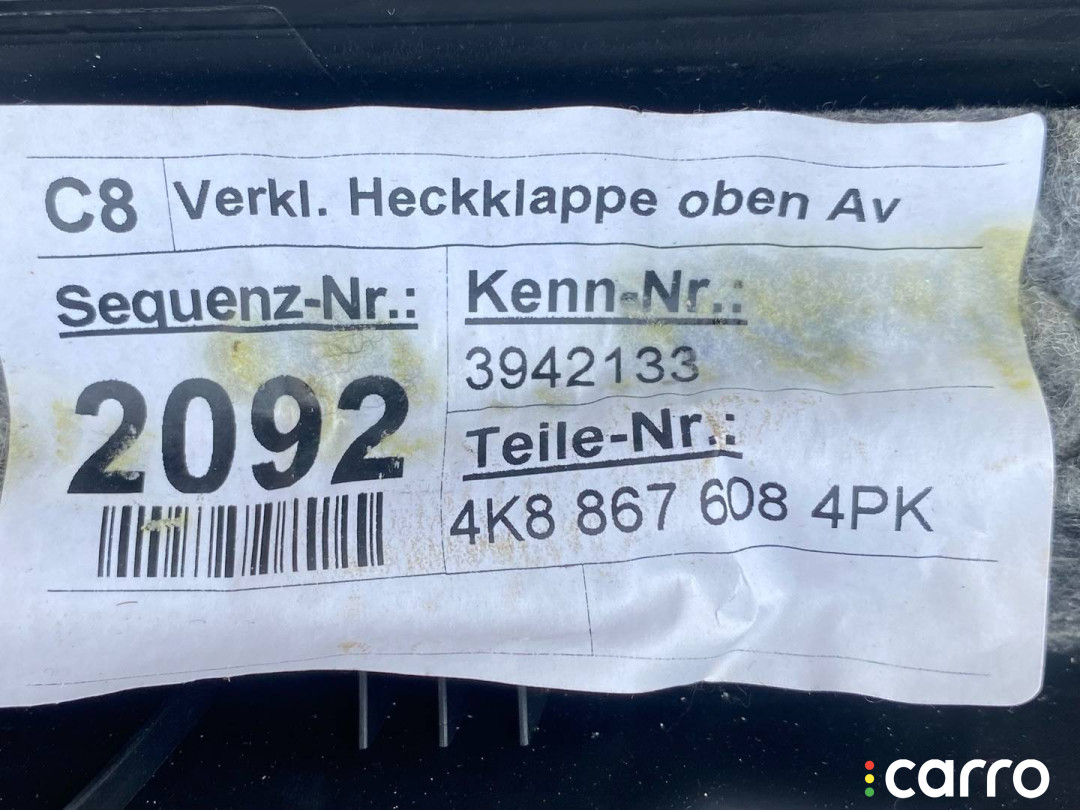 C8 Verkl. Heckklappe oben Av
Sequenz-Nr.:
2092
Kenn-Nr.:
3942133
Teile-Nr.:
4K8 867 608 4PK
carro